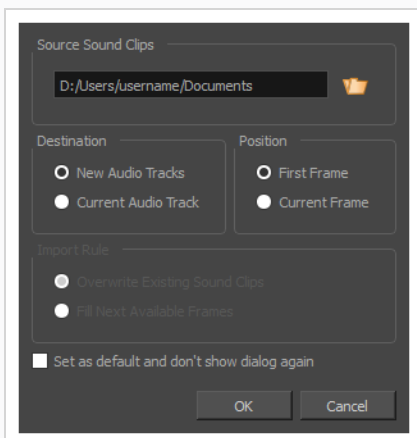 Source Sound Clips
D:/Users/username/Documents
Destination
New Audio Tracks
Current Audio Track
Position
First Frame
Current Frame
Import Rule
Overwrite Existing Sound Clips
Fill Next Available Frames
Set as default and don't show dialog again
OK
Cancel